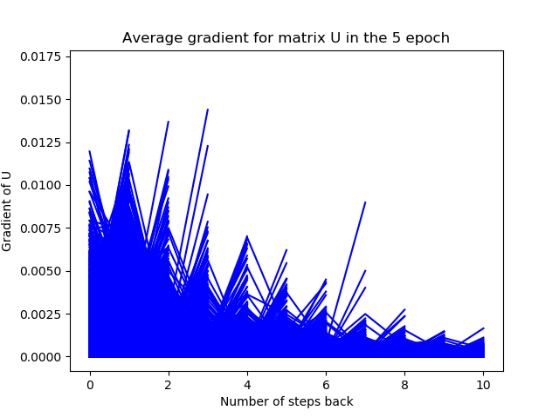 Average gradient for matrix U in the 5 epoch
0.0175
0.0150
0.0125
0.0100
0.0075
0.0050
0.0025
0.0000
Gradient of U
0 2 4 6 8 10
Number of steps back